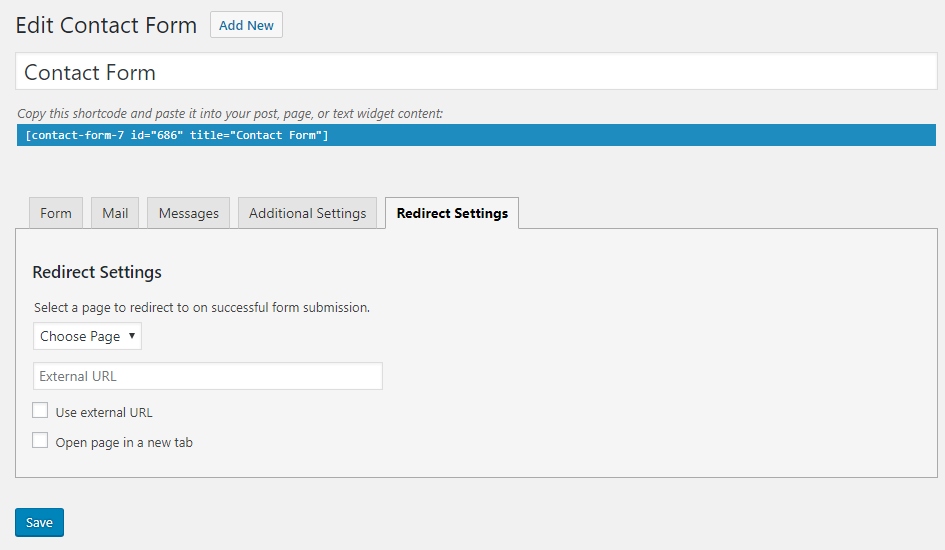 Edit Contact Form Add New
Contact Form
Copy this shortcode and paste it into your post, page, or text widget content:
[contact-form-7 id="686" title="Contact Form"]
Form Mail Messages Additional Settings Redirect Settings
Redirect Settings
Select a page to redirect to on successful form submission.
Choose Page
External URL
Use external URL
Open page in a new tab
Save